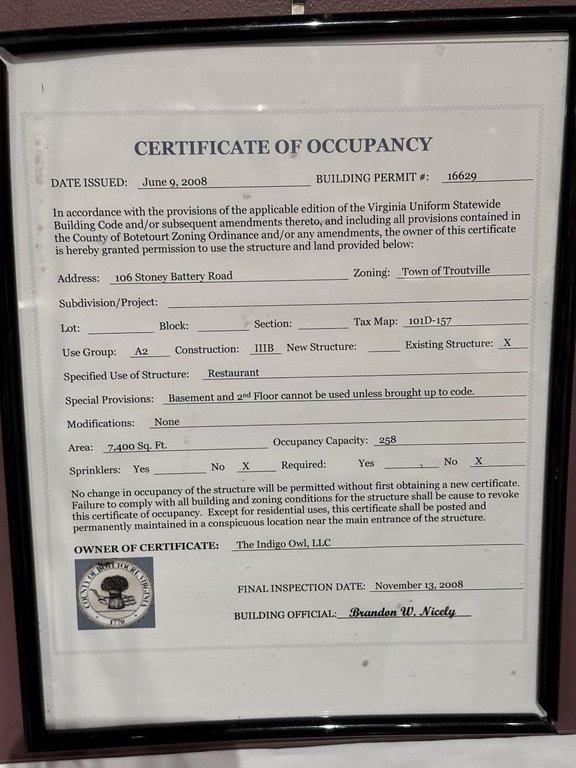 CERTIFICATE OF OCCUPANCY
DATE ISSUED: June 9, 2008 BUILDING PERMIT #: 16629
In accordance with the provisions of the applicable edition of the Virginia Uniform Statewide
Building Code and/or subsequent amendments thereto, and including all provisions contained in
the County of Botetourt Zoning Ordinance and/or any amendments, the owner of this certificate
is hereby granted permission to use the structure and land provided below:
Address: 106 Stoney Battery Road Zoning: Town of Troutville
Subdivision/Project:
Lot: Block: Section: Tax Map: 101D-157
Use Group: A2 Construction: IIIB New Structure: Existing Structure: X
Specified Use of Structure: Restaurant
Special Provisions: Basement and 2nd Floor cannot be used unless brought up to code.
Modifications: None
Area: 7,400 Sq. Ft. Occupancy Capacity: 258
Sprinklers: Yes No X Required: Yes No X
No change in occupancy of the structure will be permitted without first obtaining a new certificate.
Failure to comply with all building and zoning conditions for the structure shall be cause to revoke
this certificate of occupancy. Except for residential uses, this certificate shall be posted and
permanently maintained in a conspicuous location near the main entrance of the structure.
OWNER OF CERTIFICATE: The Indigo Owl, LLC
COUNTY OF BOTETOURT, VIRGINIA
1770
FINAL INSPECTION DATE: November 13, 2008
BUILDING OFFICIAL: Brandon W. Nicely